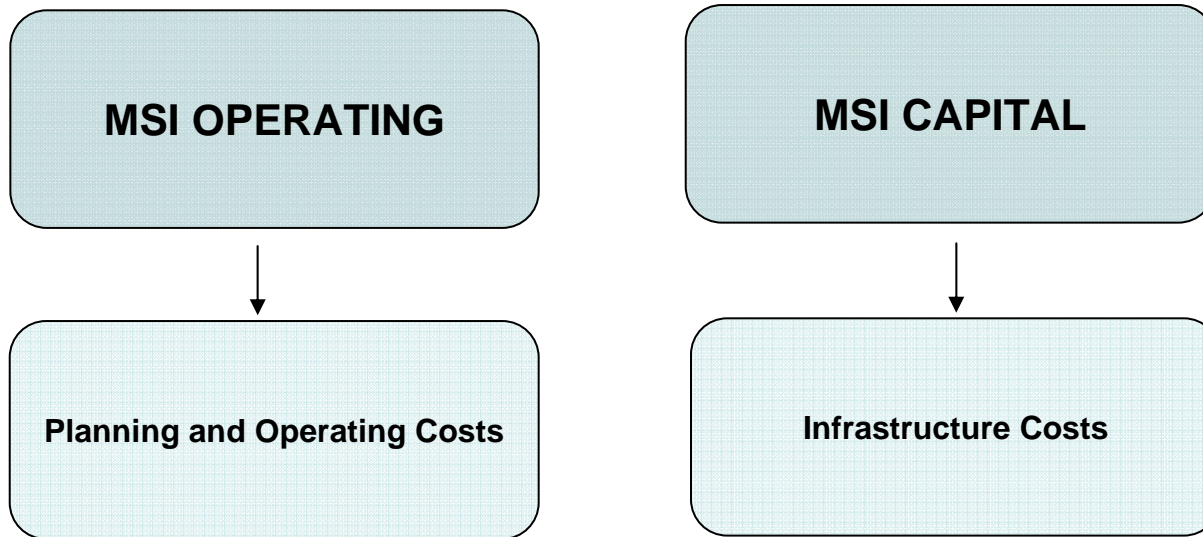 MSI OPERATING
MSI CAPITAL
Planning and Operating Costs
Infrastructure Costs